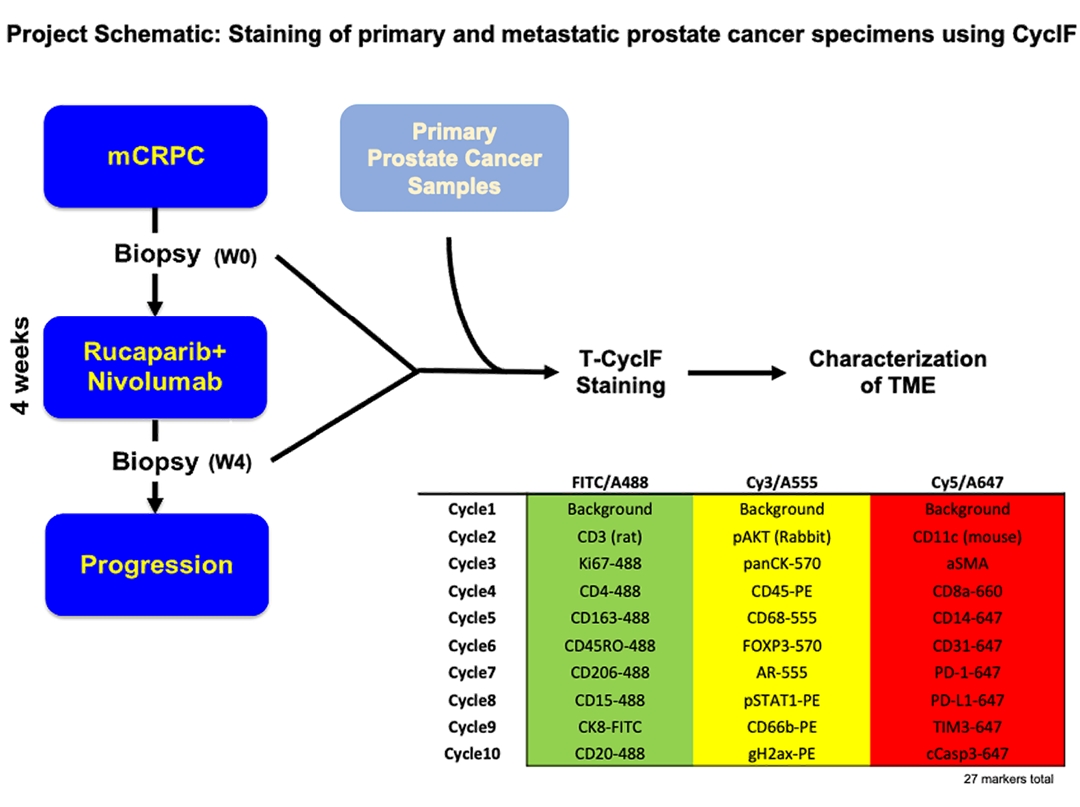 Project Schematic: Staining of primary and metastatic prostate cancer specimens using CycIF
mCRPC
Primary
Prostate Cancer
Samples
Biopsy (W0)
4 weeks
Rucaparib+
Nivolumab
T-CycIF
Staining
Characterization
of TME
Biopsy (W4)
Progression
FITC/A488 Cy3/A555 Cy5/A647
Cycle1 Background Background Background
Cycle2 CD3 (rat) pAKT (Rabbit) CD11c (mouse)
Cycle3 Ki67-488 panCK-570 aSMA
Cycle4 CD4-488 CD45-PE CD8a-660
Cycle5 CD163-488 CD68-555 CD14-647
Cycle6 CD45RO-488 FOXP3-570 CD31-647
Cycle7 CD206-488 AR-555 PD-1-647
Cycle8 CD15-488 pSTAT1-PE PD-L1-647
Cycle9 CK8-FITC CD66b-PE TIM3-647
Cycle10 CD20-488 gH2ax-PE cCasp3-647
27 markers total